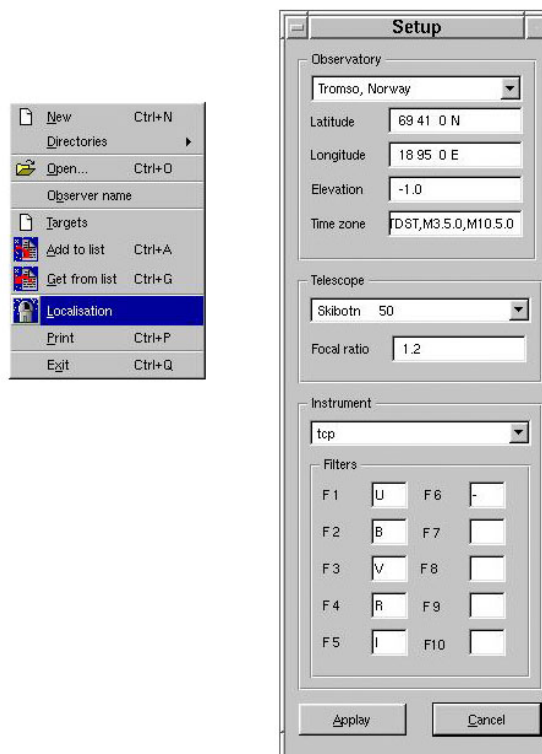 New Ctrl+N
Directories
Open... Ctrl+O
Observer name
Targets
Add to list Ctrl+A
Get from list Ctrl+G
Localisation
Print Ctrl+P
Exit Ctrl+Q
Setup
Observatory
Tromso, Norway
Latitude 69 41 0 N
Longitude 18 95 0 E
Elevation -1.0
Time zone TDST,M3.5.0,M10.5.0
Telescope
Skibotn 50
Focal ratio 1.2
Instrument
tcp
Filters
F1 U F6 -
F2 B F7
F3 V F8
F4 R F9
F5 I F10
Applay Cancel